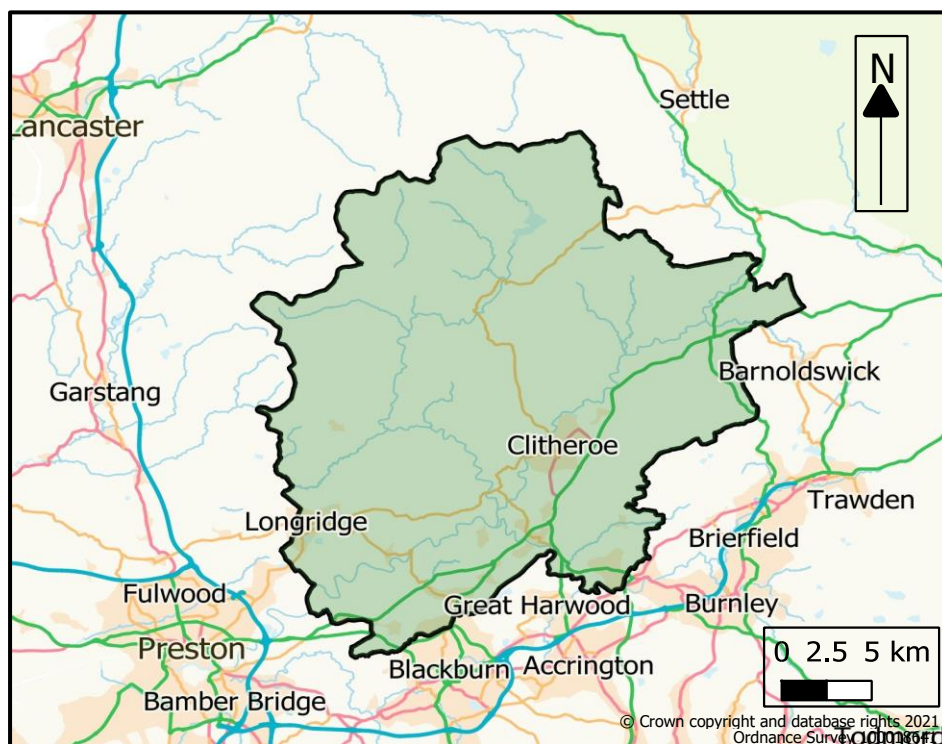 N
Settle
Lancaster
Barnoldswick
Garstang
Clitheroe
Trawden
Longridge
Brierfield
Fulwood
Great Harwood
Burnley
Preston
0 2.5 5 km
Blackburn
Accrington
Bamber Bridge
© Crown copyright and database rights 2021
Ordnance Survey